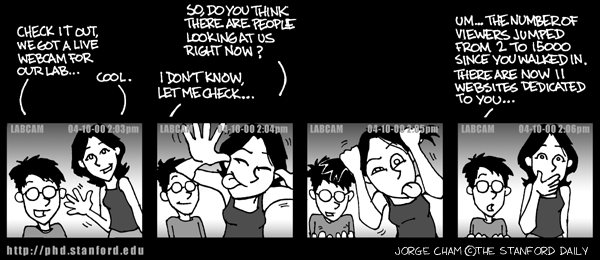 CHECK IT OUT,
WE GOT A LIVE
WEBCAM FOR
OUR LAB...
COOL.
LABCAM 04-10-00 2:03pm
SO, DO YOU THINK
THERE ARE PEOPLE
LOOKING AT US
RIGHT NOW?
I DON'T KNOW,
LET ME CHECK...
LABCAM 04-10-00 2:04pm
LABCAM 04-10-00 2:05pm
UM... THE NUMBER OF
VIEWERS JUMPED
FROM 2 TO 15000
SINCE YOU WALKED IN.
THERE ARE NOW 11
WEBSITES DEDICATED
TO YOU...
LABCAM 04-10-00 2:06pm
http://phd.stanford.edu
JORGE CHAM ©THE STANFORD DAILY